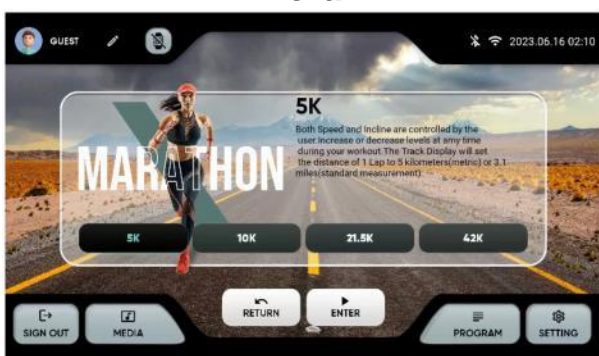 GUEST
2023.06.16 02:10
5K
Both Speed and Incline are controlled by the
user increase or decrease levels at amy time
during your workout.The Track Display will set
the distance of 1 Lap to 5 kilometers(metric) or 3.1
miles(standard measurement)
MARATHON
5K
10K
21.5K
42K
RETURN
ENTER
SIGN OUT
MEDIA
PROGRAM
SETTING